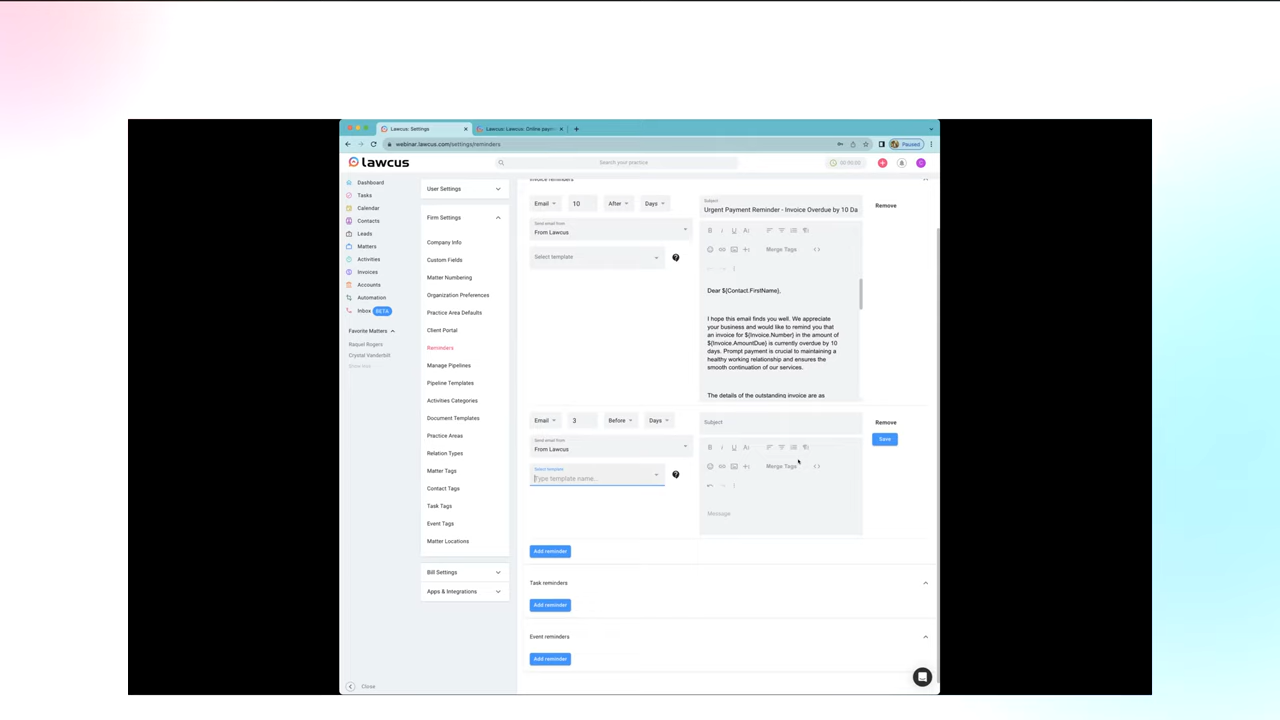 Lawcus: Settings
Lawcus: Lawcus: Online paym
webinar.lawcus.com/settings/reminders
Paused
lawcus
Search your practice
00:00:00
C
Dashboard
Tasks
Calendar
Contacts
Leads
Matters
Activities
Invoices
Accounts
Automation
Inbox BETA
Favorite Matters
Raquel Rogers
Crystal Vanderbilt
Show less
Close
User Settings
Firm Settings
Company Info
Custom Fields
Matter Numbering
Organization Preferences
Practice Area Defaults
Client Portal
Reminders
Manage Pipelines
Pipeline Templates
Activities Categories
Document Templates
Practice Areas
Relation Types
Matter Tags
Contact Tags
Task Tags
Event Tags
Matter Locations
Bill Settings
Apps & Integrations
Invoice reminders
Email 10 After Days
Send email from
From Lawcus
Select template
Subject
Urgent Payment Reminder - Invoice Overdue by 10 Da
Remove
Merge Tags
Dear ${Contact.FirstName},
I hope this email finds you well. We appreciate
your business and would like to remind you that
an invoice for ${Invoice.Number} in the amount of
${Invoice.AmountDue} is currently overdue by 10
days. Prompt payment is crucial to maintaining a
healthy working relationship and ensures the
smooth continuation of our services.
The details of the outstanding invoice are as
Email 3 Before Days
Send email from
From Lawcus
Select template
Type template name...
Subject
Remove
Save
Merge Tags
Message
Add reminder
Task reminders
Add reminder
Event reminders
Add reminder